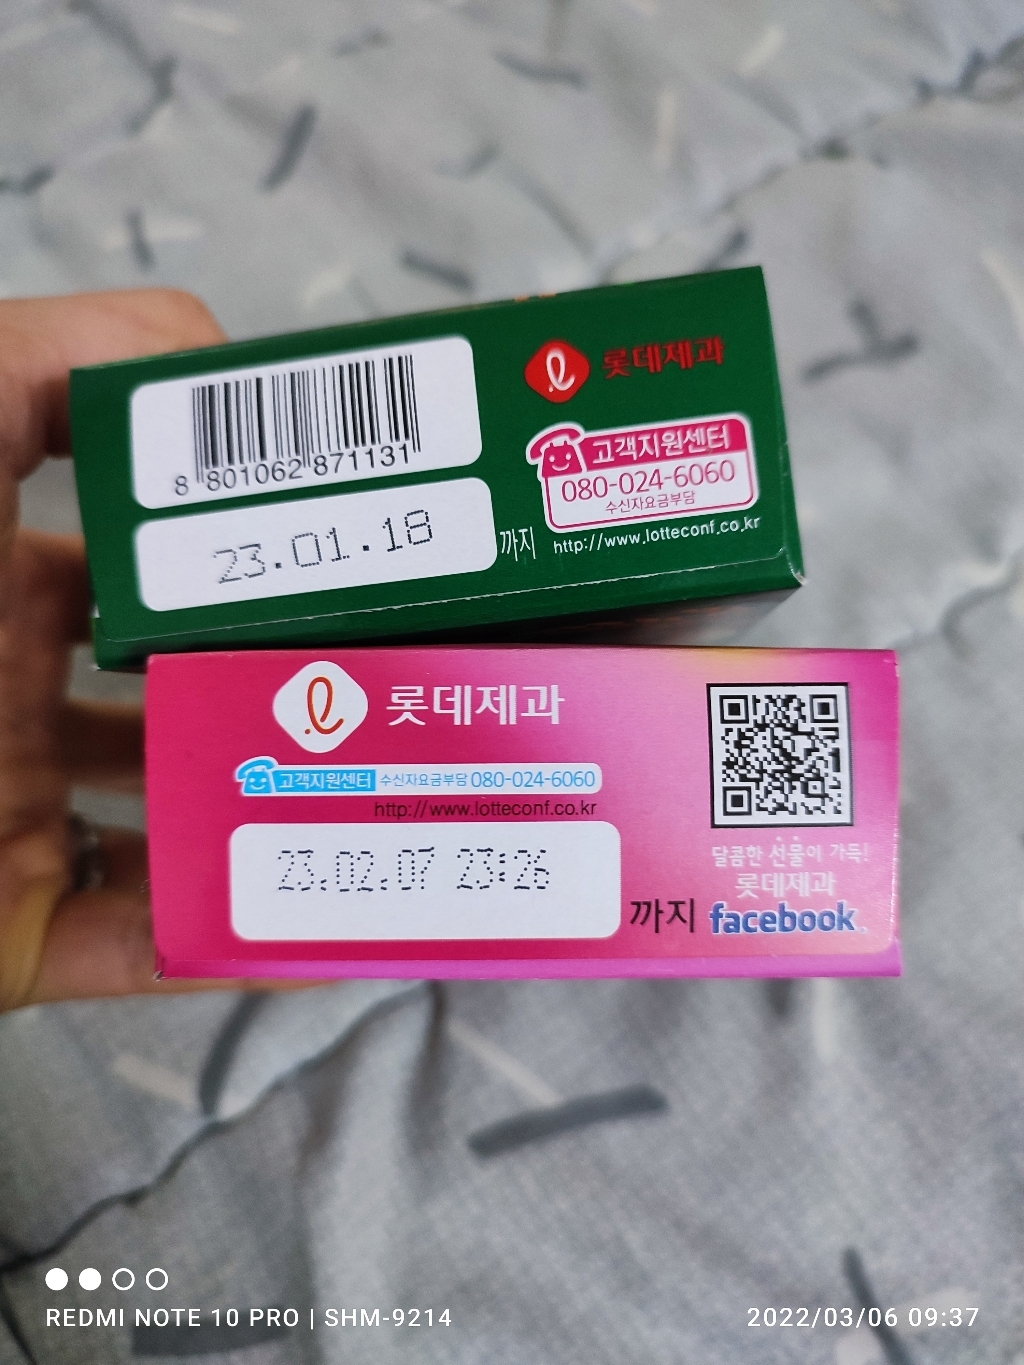 롯데제과
8 801062 871131
고객지원센터
080-024-6060
수신자요금부담
23.01.18 까지
http://www.lotteconf.co.kr
롯데제과
고객지원센터 수신자요금부담 080-024-6060
http://www.lotteconf.co.kr
23.02.07 23:26
까지
달콤한 선물이 가득!
롯데제과
facebook
REDMI NOTE 10 PRO | SHM-9214
2022/03/06 09:37